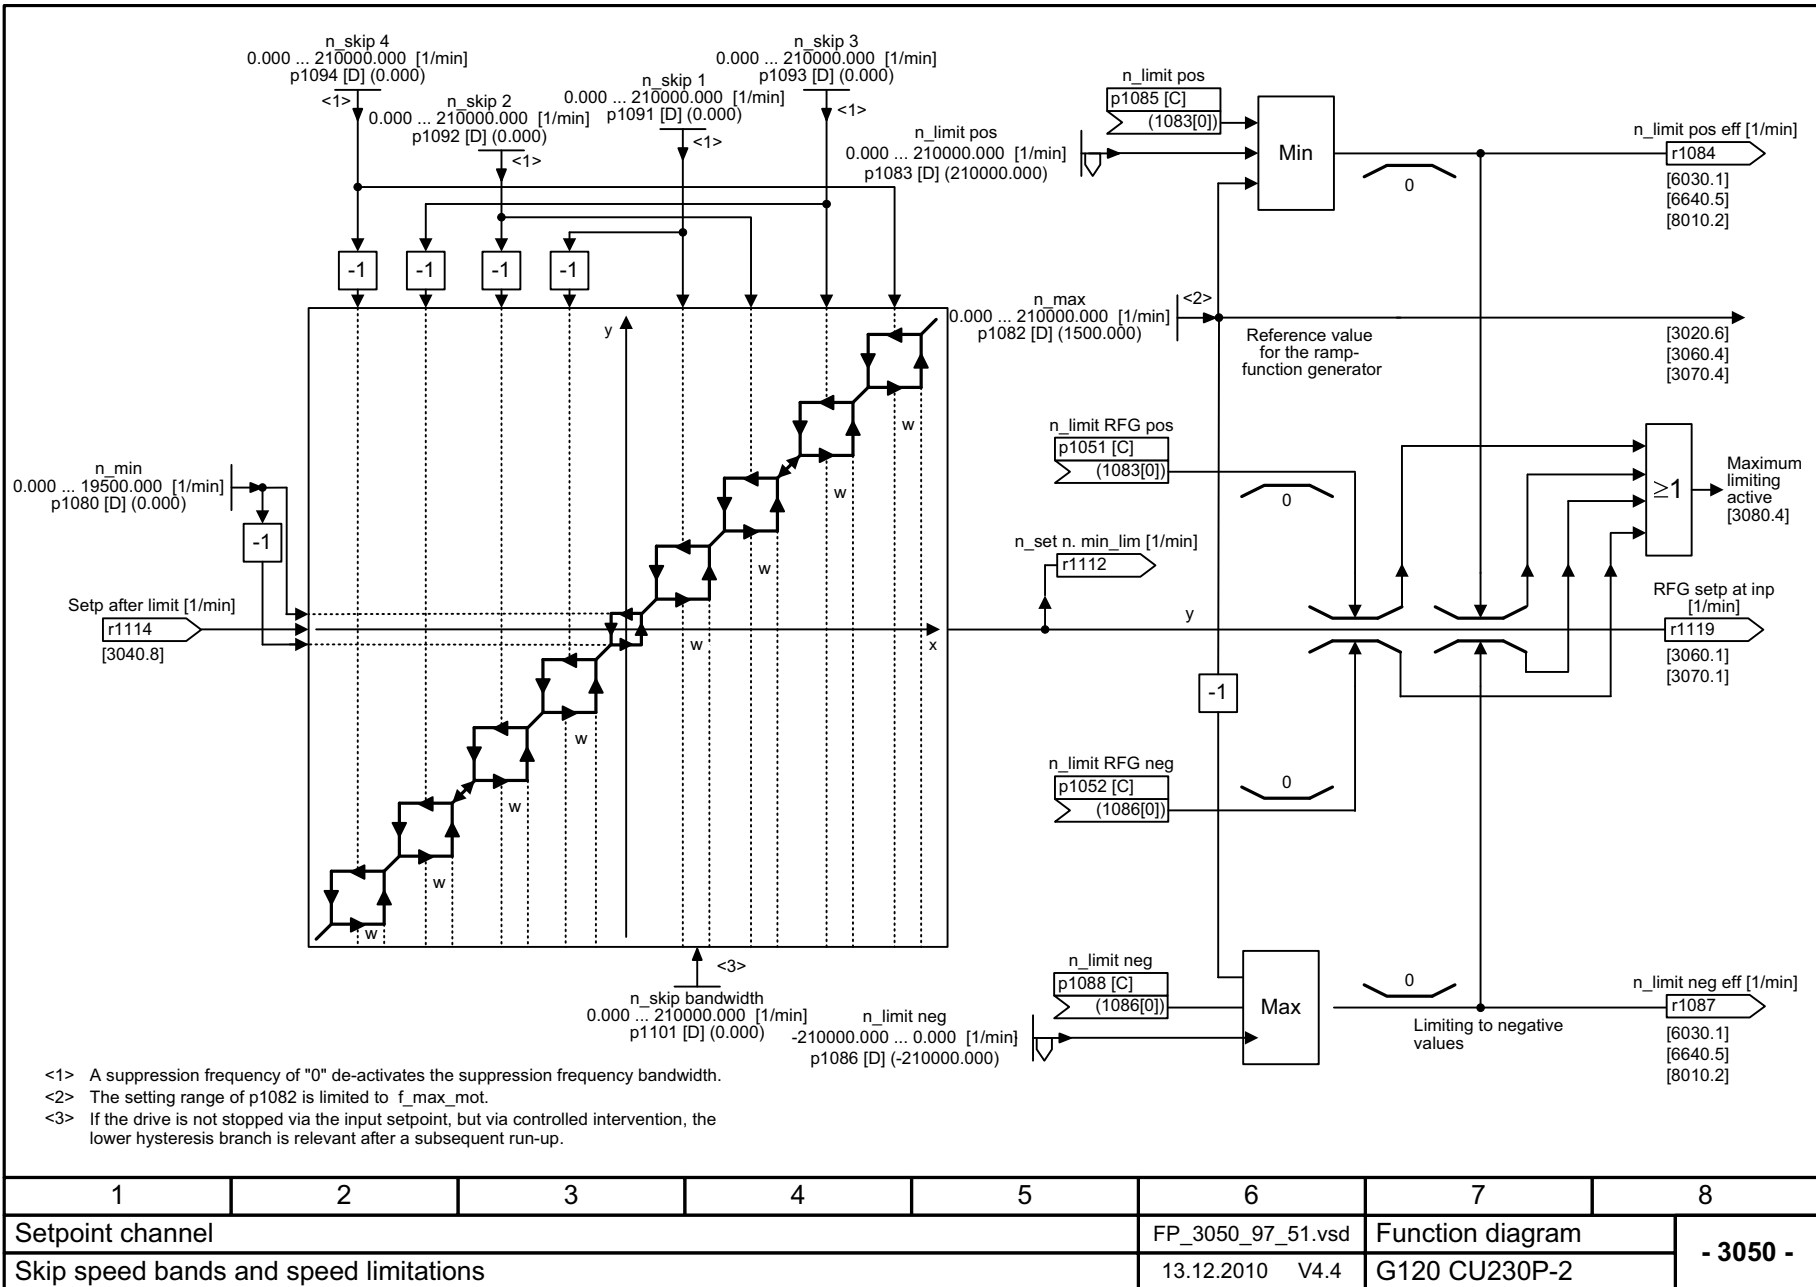 n_skip 4
0.000 ... 210000.000 [1/min]
p1094 [D] (0.000)
<1>
n_skip 2
0.000 ... 210000.000 [1/min]
p1092 [D] (0.000)
<1>
n_skip 1
0.000 ... 210000.000 [1/min]
p1091 [D] (0.000)
<1>
n_skip 3
0.000 ... 210000.000 [1/min]
p1093 [D] (0.000)
<1>
-1
-1
-1
-1
n_limit pos
p1085 [C]
(1083[0])
n_limit pos
0.000 ... 210000.000 [1/min]
p1083 [D] (210000.000)
Min
0
n_limit pos eff [1/min]
r1084
[6030.1]
[6640.5]
[8010.2]
n_max
0.000 ... 210000.000 [1/min]
p1082 [D] (1500.000)
<2>
Reference value
for the ramp-
function generator
[3020.6]
[3060.4]
[3070.4]
y
w
w
w
w
w
w
w
w
x
n_min
0.000 ... 19500.000 [1/min]
p1080 [D] (0.000)
-1
Setp after limit [1/min]
r1114
[3040.8]
n_limit RFG pos
p1051 [C]
(1083[0])
0
≥1
Maximum
limiting
active
[3080.4]
n_set n. min_lim [1/min]
r1112
y
RFG setp at inp
[1/min]
r1119
[3060.1]
[3070.1]
-1
n_limit RFG neg
p1052 [C]
(1086[0])
0
<3>
n_skip bandwidth
0.000 ... 210000.000 [1/min]
p1101 [D] (0.000)
n_limit neg
p1088 [C]
(1086[0])
n_limit neg
-210000.000 ... 0.000 [1/min]
p1086 [D] (-210000.000)
Max
0
Limiting to negative
values
n_limit neg eff [1/min]
r1087
[6030.1]
[6640.5]
[8010.2]
<1> A suppression frequency of "0" de-activates the suppression frequency bandwidth.
<2> The setting range of p1082 is limited to f_max_mot.
<3> If the drive is not stopped via the input setpoint, but via controlled intervention, the
lower hysteresis branch is relevant after a subsequent run-up.
1 2 3 4 5 6 7 8
Setpoint channel
FP_3050_97_51.vsd
Function diagram
- 3050 -
Skip speed bands and speed limitations
13.12.2010 V4.4
G120 CU230P-2